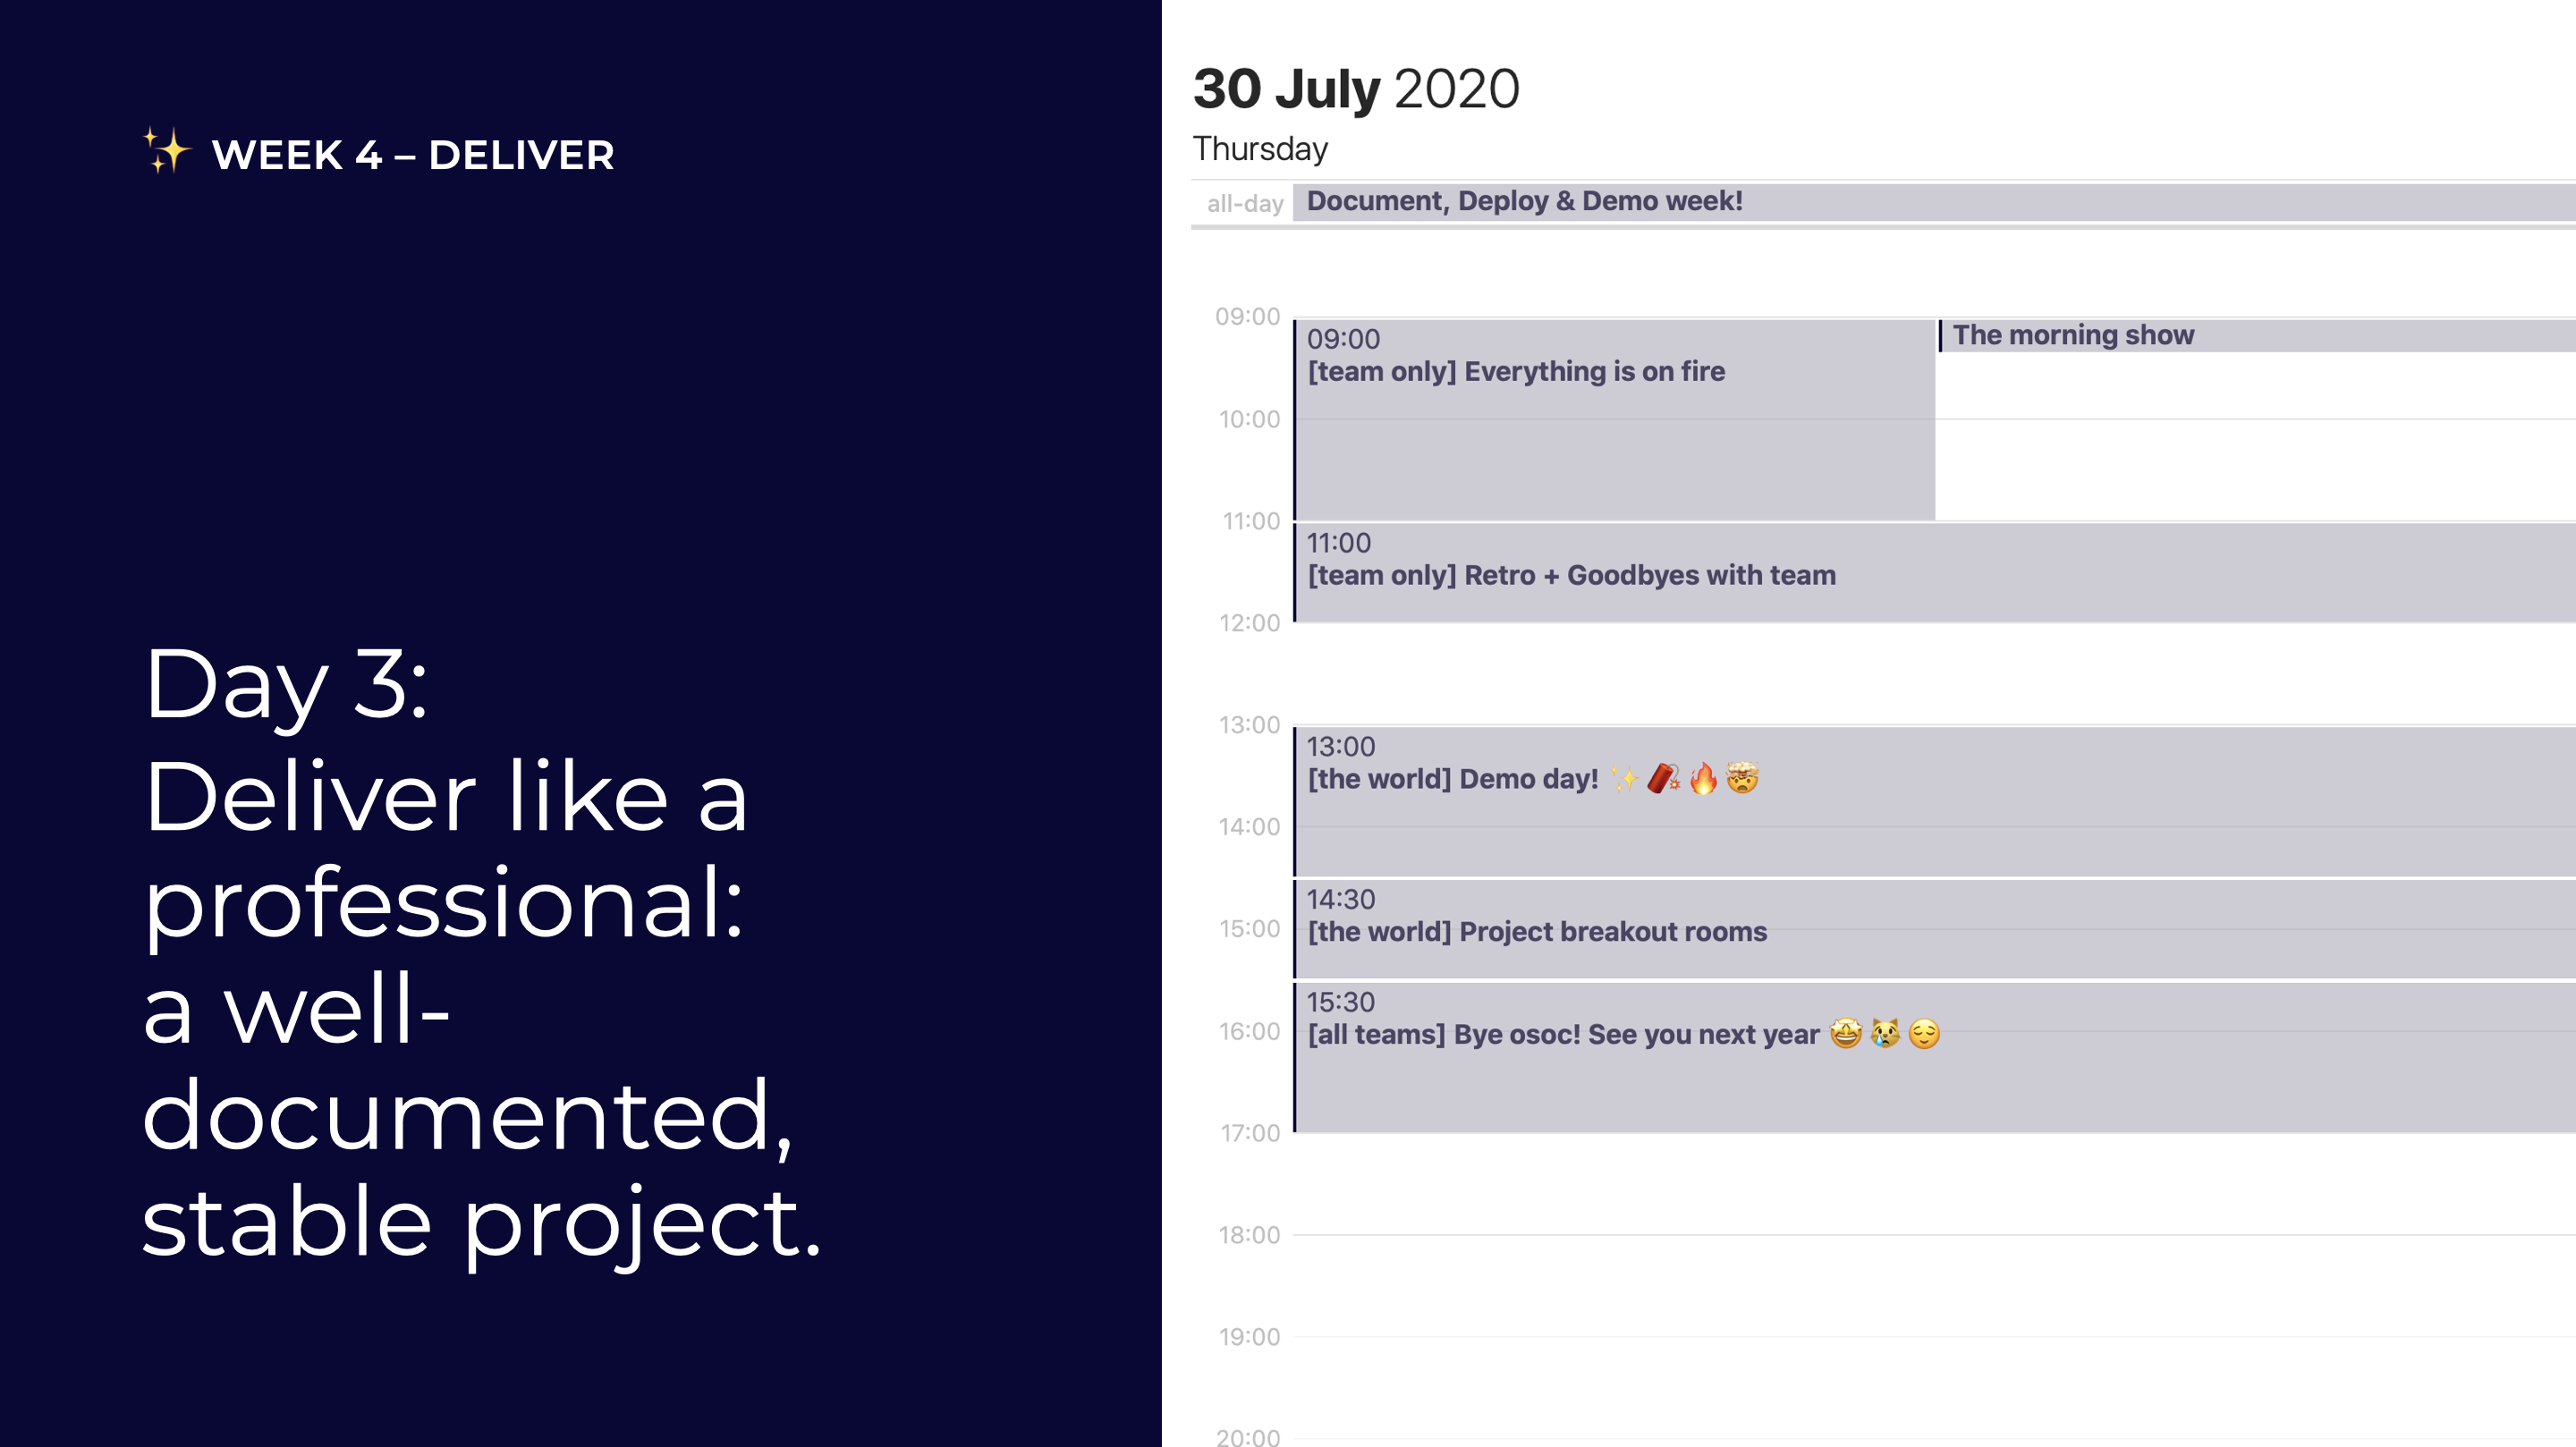 ✨ WEEK 4 – DELIVER
Day 3:
Deliver like a
professional:
a well-
documented,
stable project.
30 July 2020
Thursday
all-day
Document, Deploy & Demo week!
09:00
09:00
[team only] Everything is on fire
The morning show
10:00
11:00
11:00
[team only] Retro + Goodbyes with team
12:00
13:00
13:00
[the world] Demo day! ✨🧨🔥🤯
14:00
14:30
[the world] Project breakout rooms
15:00
15:30
[all teams] Bye osoc! See you next year 🤩😿😌
16:00
17:00
18:00
19:00
20:00